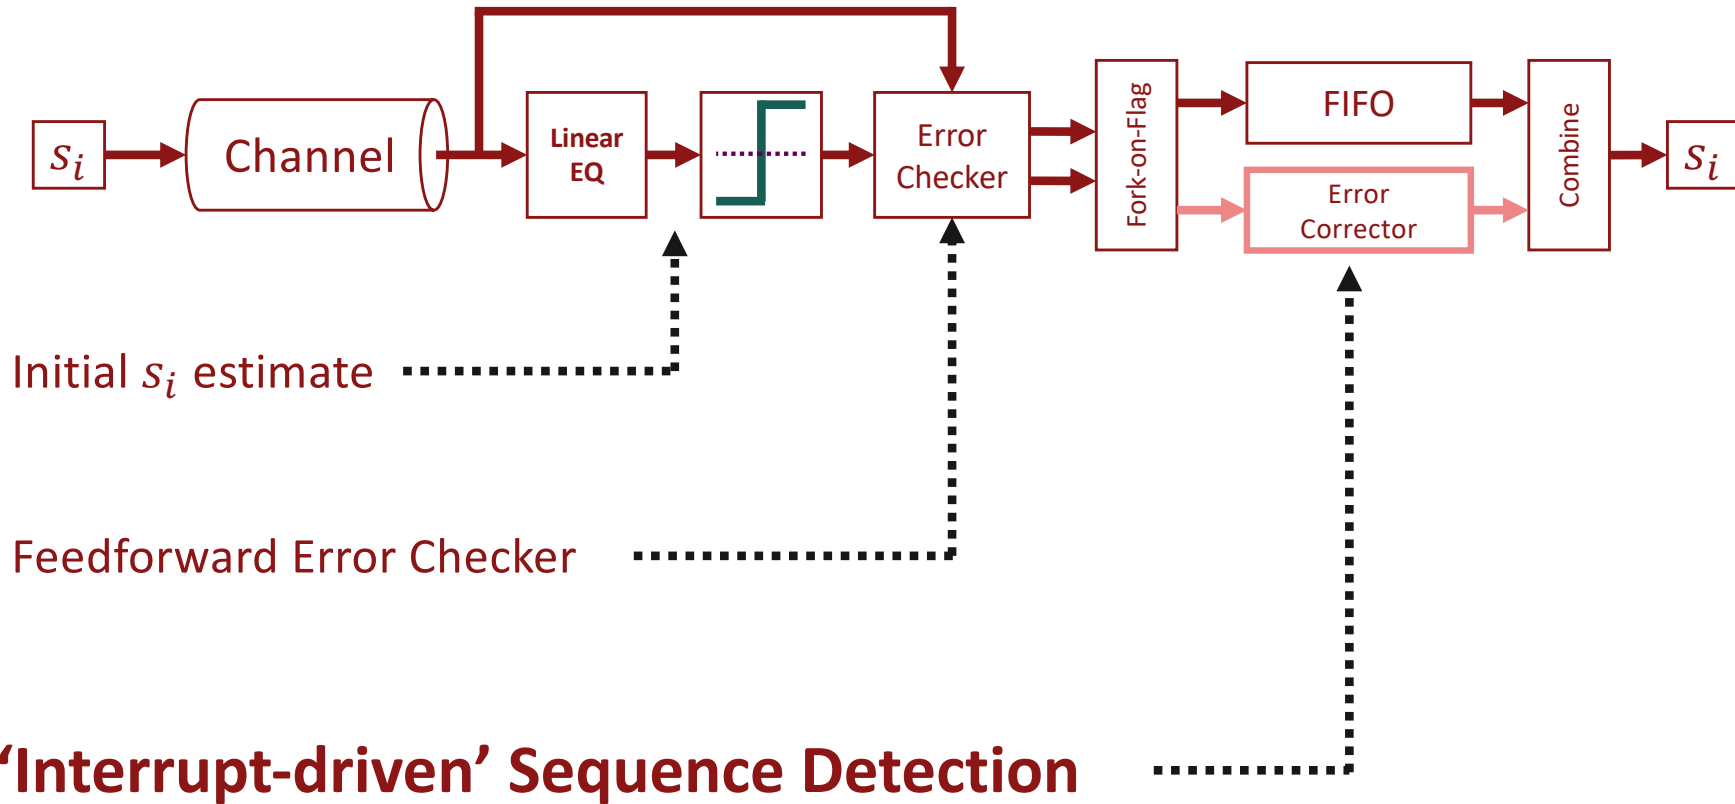 s_i
Channel
Linear
EQ
Error
Checker
Fork-on-Flag
FIFO
Error
Corrector
Combine
s_i
Initial s_i estimate
Feedforward Error Checker
‘Interrupt-driven’ Sequence Detection